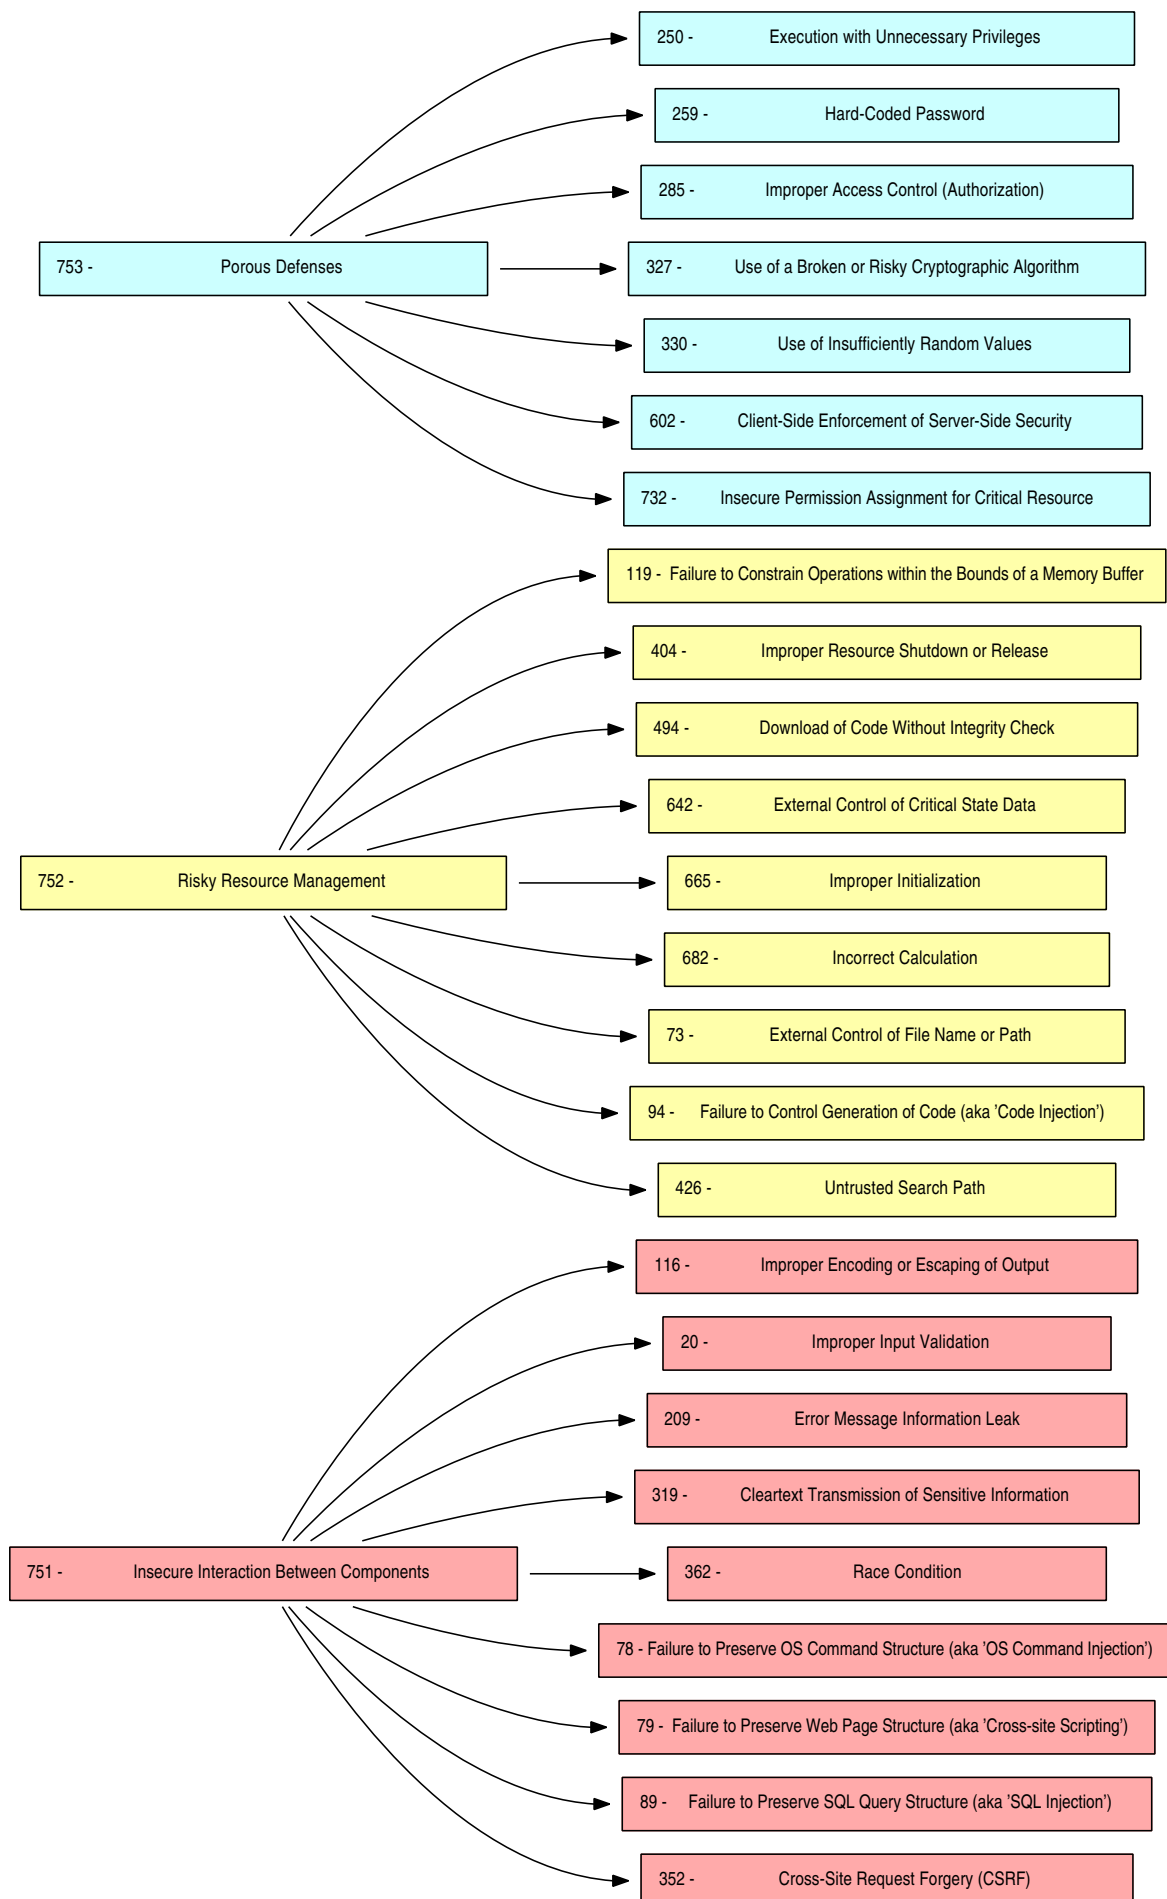 250 - Execution with Unnecessary Privileges
259 - Hard-Coded Password
285 - Improper Access Control (Authorization)
753 - Porous Defenses
327 - Use of a Broken or Risky Cryptographic Algorithm
330 - Use of Insufficiently Random Values
602 - Client-Side Enforcement of Server-Side Security
732 - Insecure Permission Assignment for Critical Resource
119 - Failure to Constrain Operations within the Bounds of a Memory Buffer
404 - Improper Resource Shutdown or Release
494 - Download of Code Without Integrity Check
642 - External Control of Critical State Data
752 - Risky Resource Management
665 - Improper Initialization
682 - Incorrect Calculation
73 - External Control of File Name or Path
94 - Failure to Control Generation of Code (aka 'Code Injection')
426 - Untrusted Search Path
116 - Improper Encoding or Escaping of Output
20 - Improper Input Validation
209 - Error Message Information Leak
319 - Cleartext Transmission of Sensitive Information
751 - Insecure Interaction Between Components
362 - Race Condition
78 - Failure to Preserve OS Command Structure (aka 'OS Command Injection')
79 - Failure to Preserve Web Page Structure (aka 'Cross-site Scripting')
89 - Failure to Preserve SQL Query Structure (aka 'SQL Injection')
352 - Cross-Site Request Forgery (CSRF)